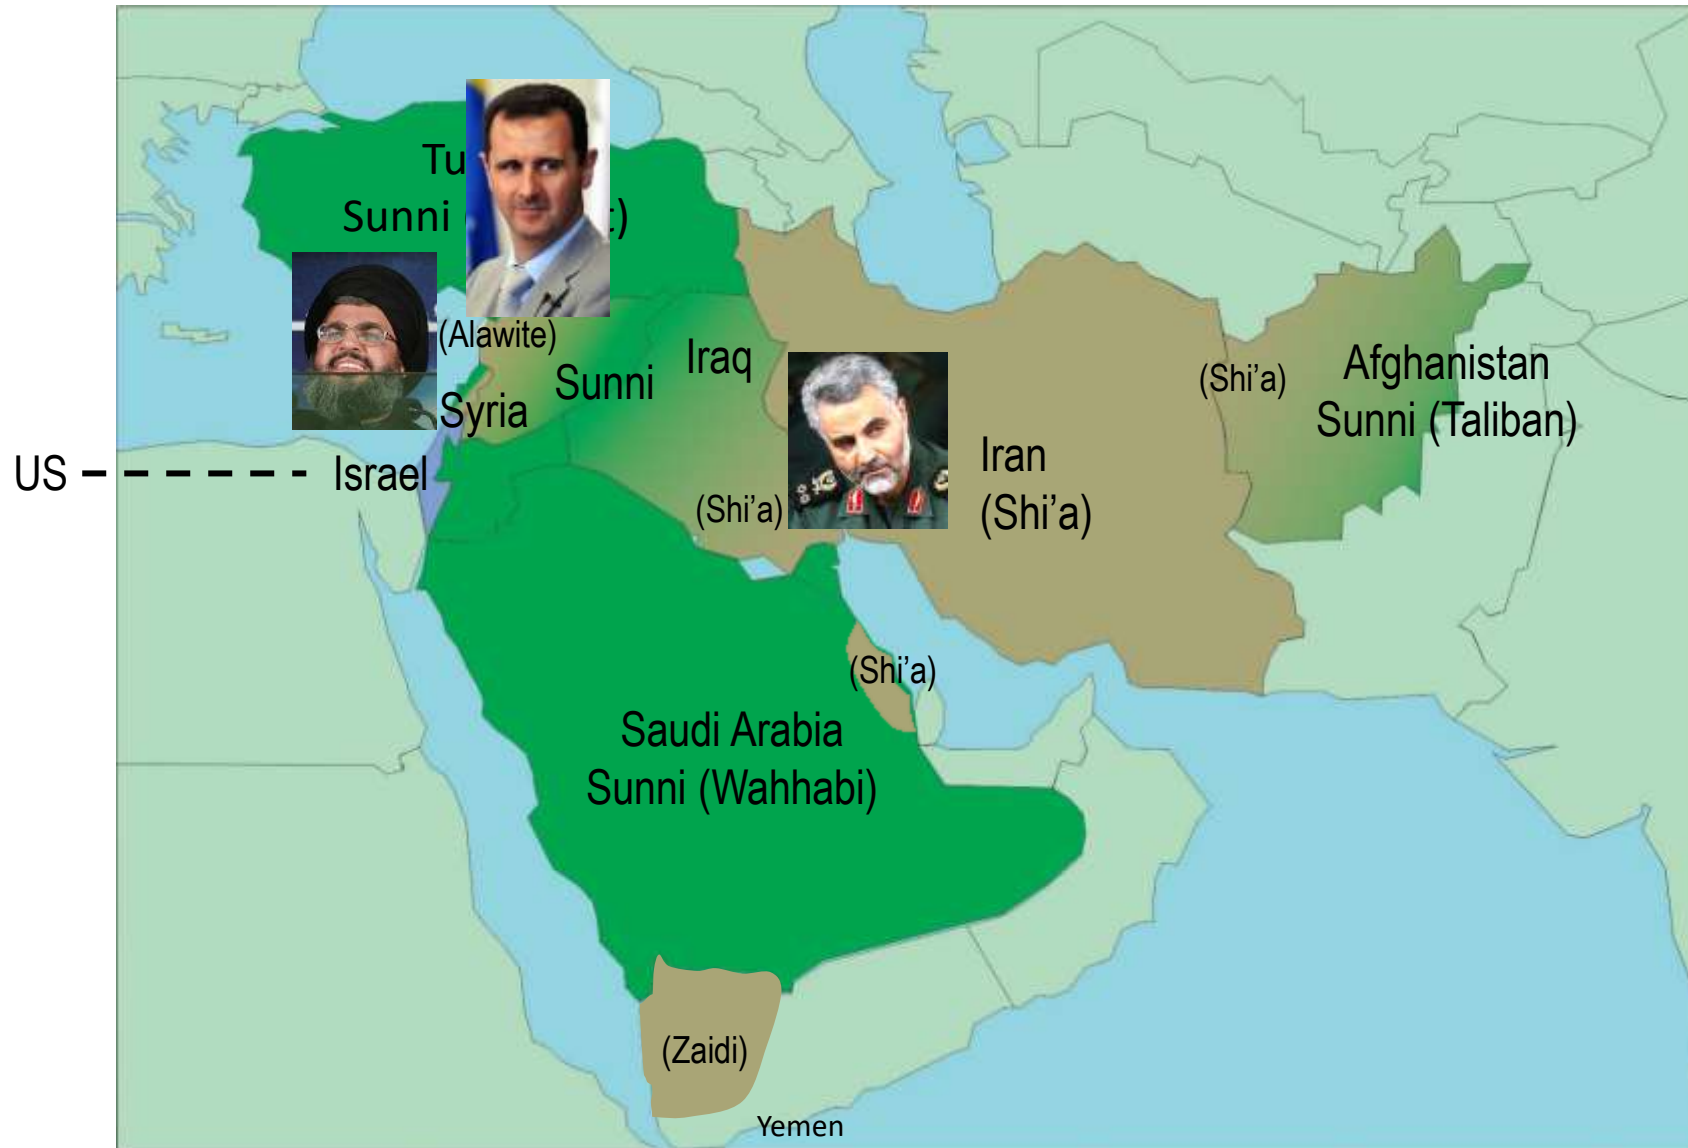 Tu
Sunni (
t)
(Alawite)
Sunni
Iraq
Syria
(Shi’a)
Afghanistan
Sunni (Taliban)
US
Israel
(Shi’a)
Iran
(Shi’a)
(Shi’a)
Saudi Arabia
Sunni (Wahhabi)
(Zaidi)
Yemen